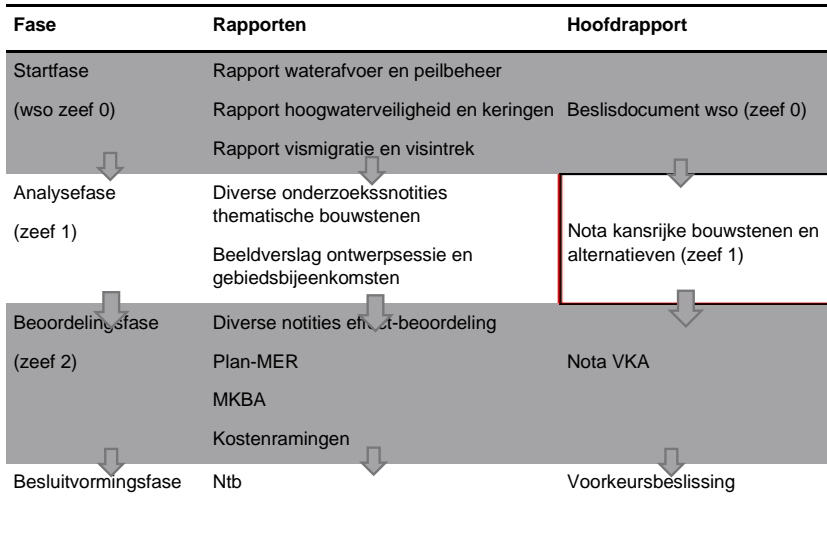 Fase Rapporten Hoofdrapport
Startfase
(wso zeef 0)
Rapport waterafvoer en peilbeheer
Rapport hoogwaterveiligheid en keringen
Rapport vismigratie en visintrek
Beslisdocument wso (zeef 0)
Analysefase
(zeef 1)
Diverse onderzoekssnotities
thematische bouwstenen
Beeldverslag ontwerpsessie en
gebiedsbijeenkomsten
Nota kansrijke bouwstenen en
alternatieven (zeef 1)
Beoordelingsfase
(zeef 2)
Diverse notities effect-beoordeling
Plan-MER
MKBA
Kostenramingen
Nota VKA
Besluitvormingsfase
Ntb
Voorkeursbeslissing